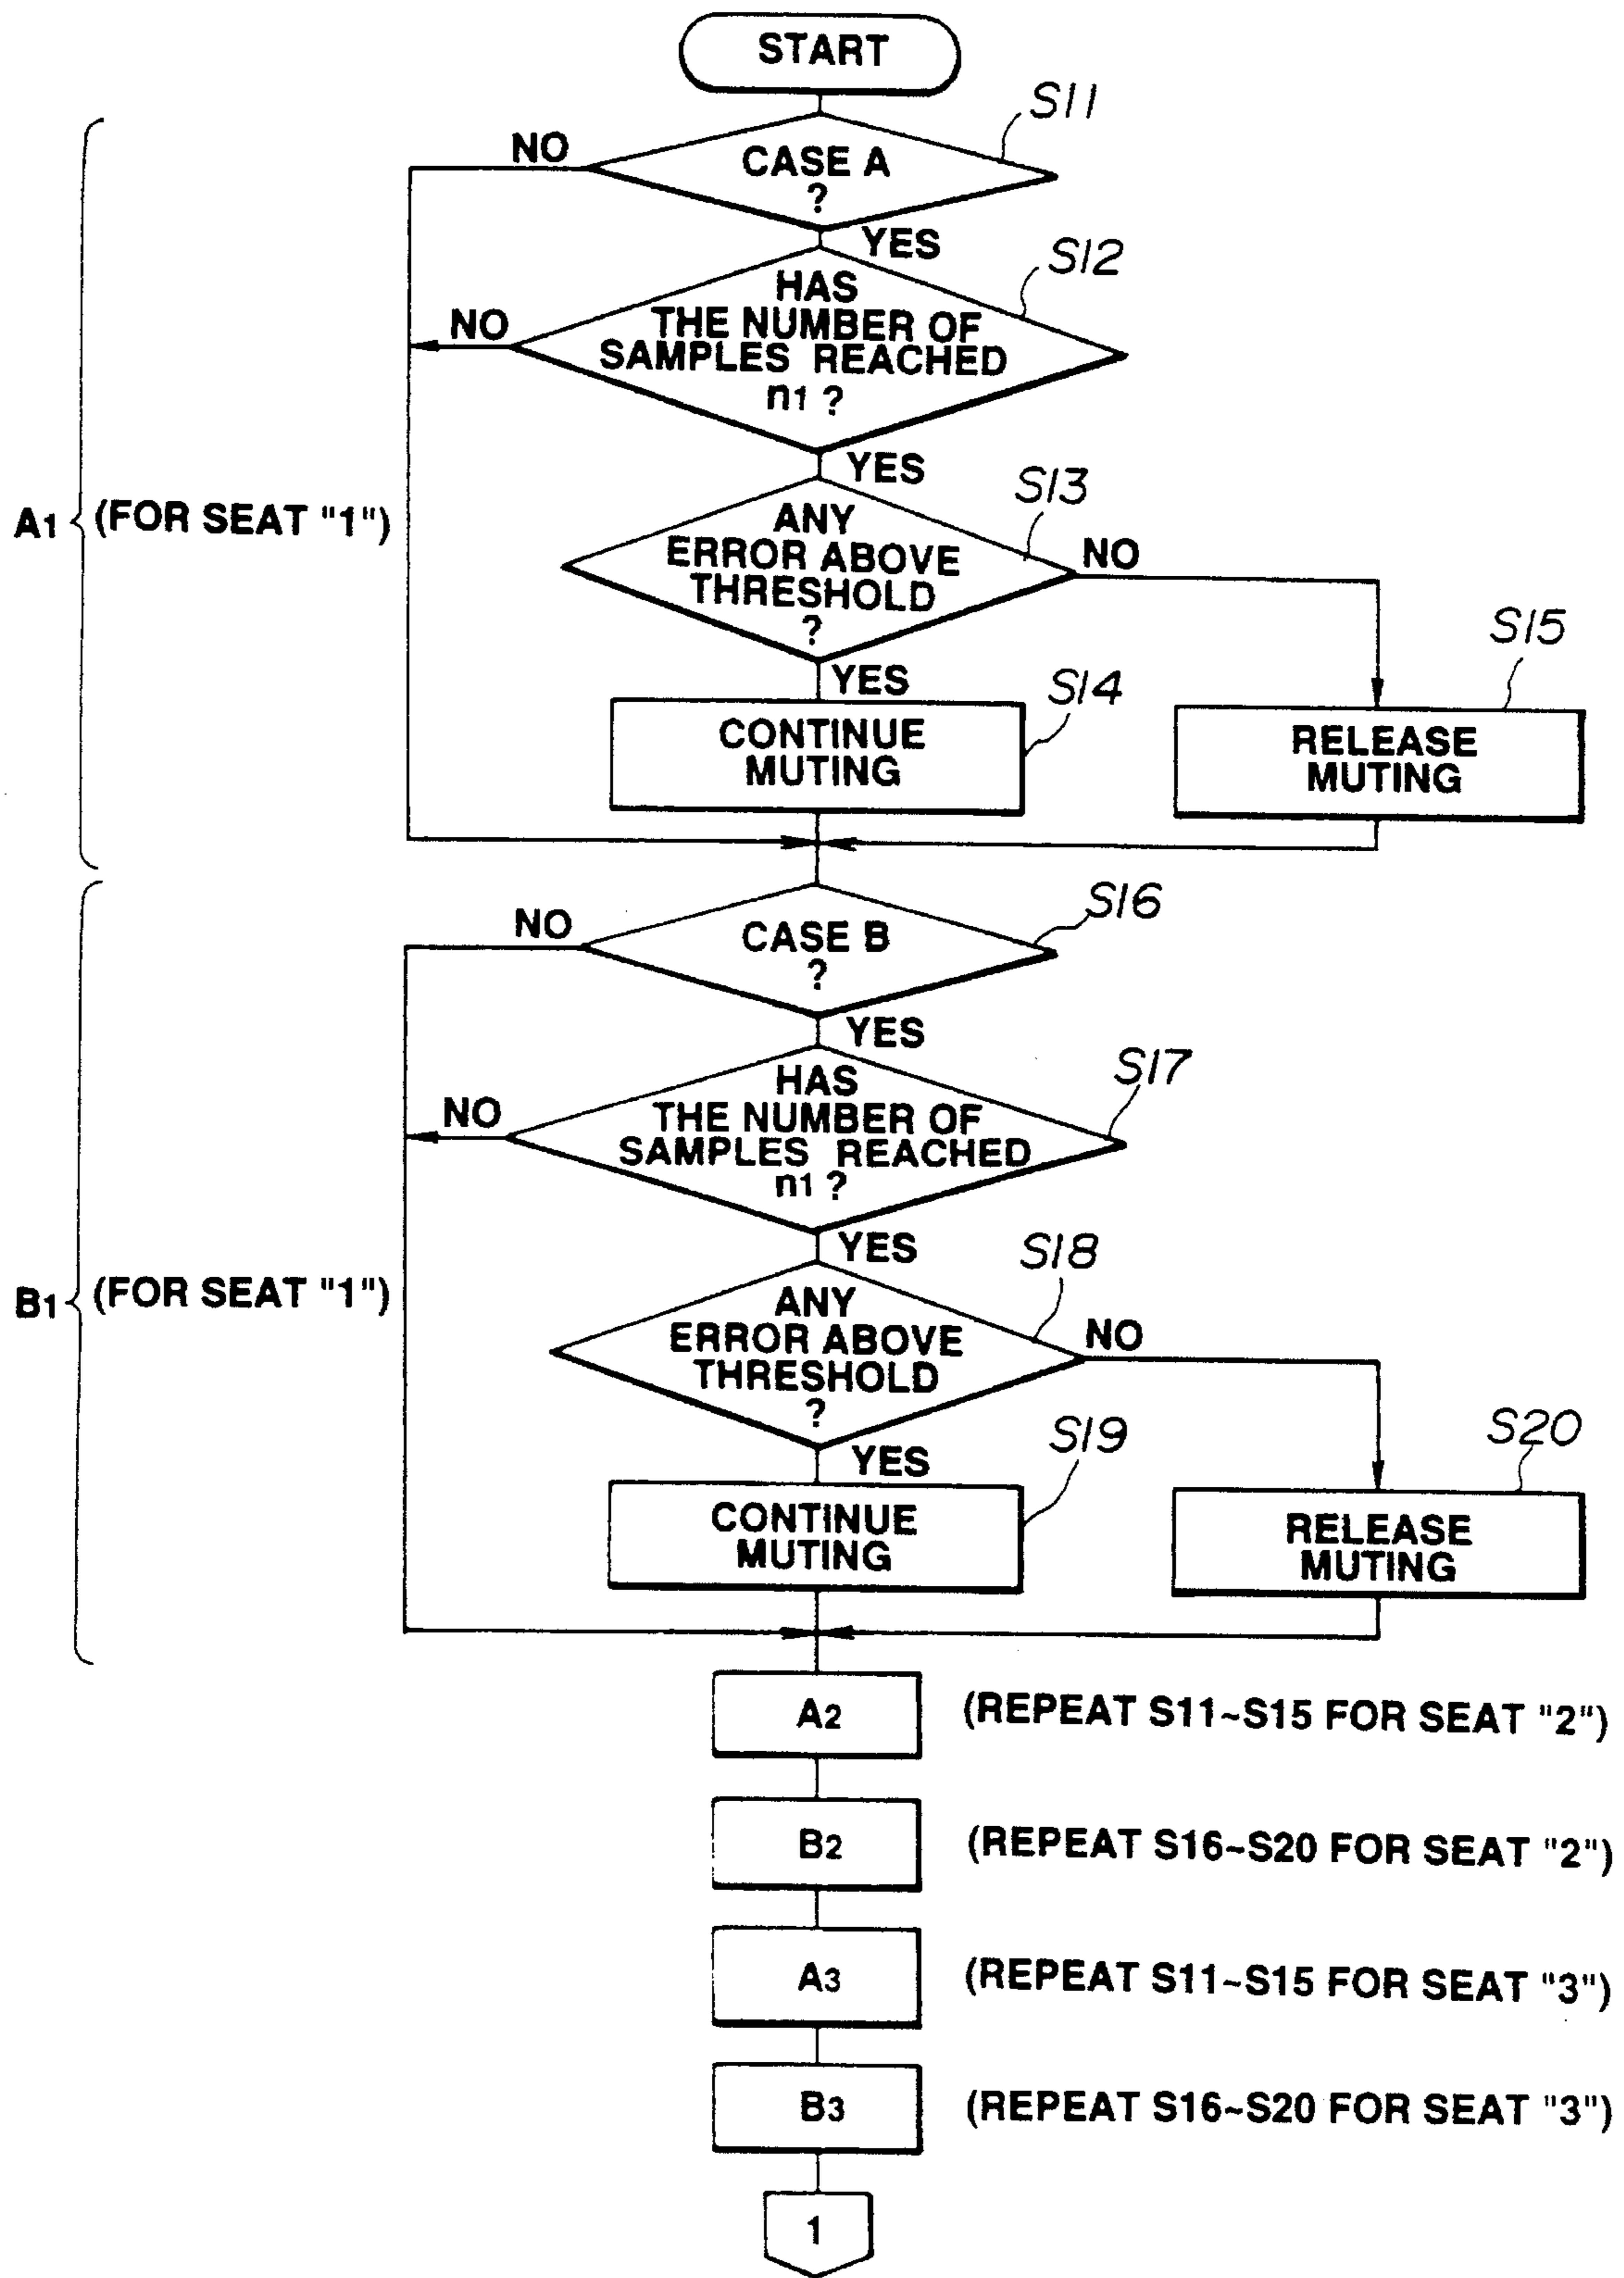 START
S11
NO
CASE A
?
YES
S12
HAS
THE NUMBER OF
SAMPLES REACHED
n1 ?
NO
YES
S13
ANY
ERROR ABOVE
THRESHOLD
?
NO
A1 (FOR SEAT "1")
YES
S14
S15
CONTINUE
MUTING
RELEASE
MUTING
S16
NO
CASE B
?
YES
S17
HAS
THE NUMBER OF
SAMPLES REACHED
n1 ?
NO
YES
S18
ANY
ERROR ABOVE
THRESHOLD
?
NO
B1 (FOR SEAT "1")
YES
S19
S20
CONTINUE
MUTING
RELEASE
MUTING
A2 (REPEAT S11~S15 FOR SEAT "2")
B2 (REPEAT S16~S20 FOR SEAT "2")
A3 (REPEAT S11~S15 FOR SEAT "3")
B3 (REPEAT S16~S20 FOR SEAT "3")
1